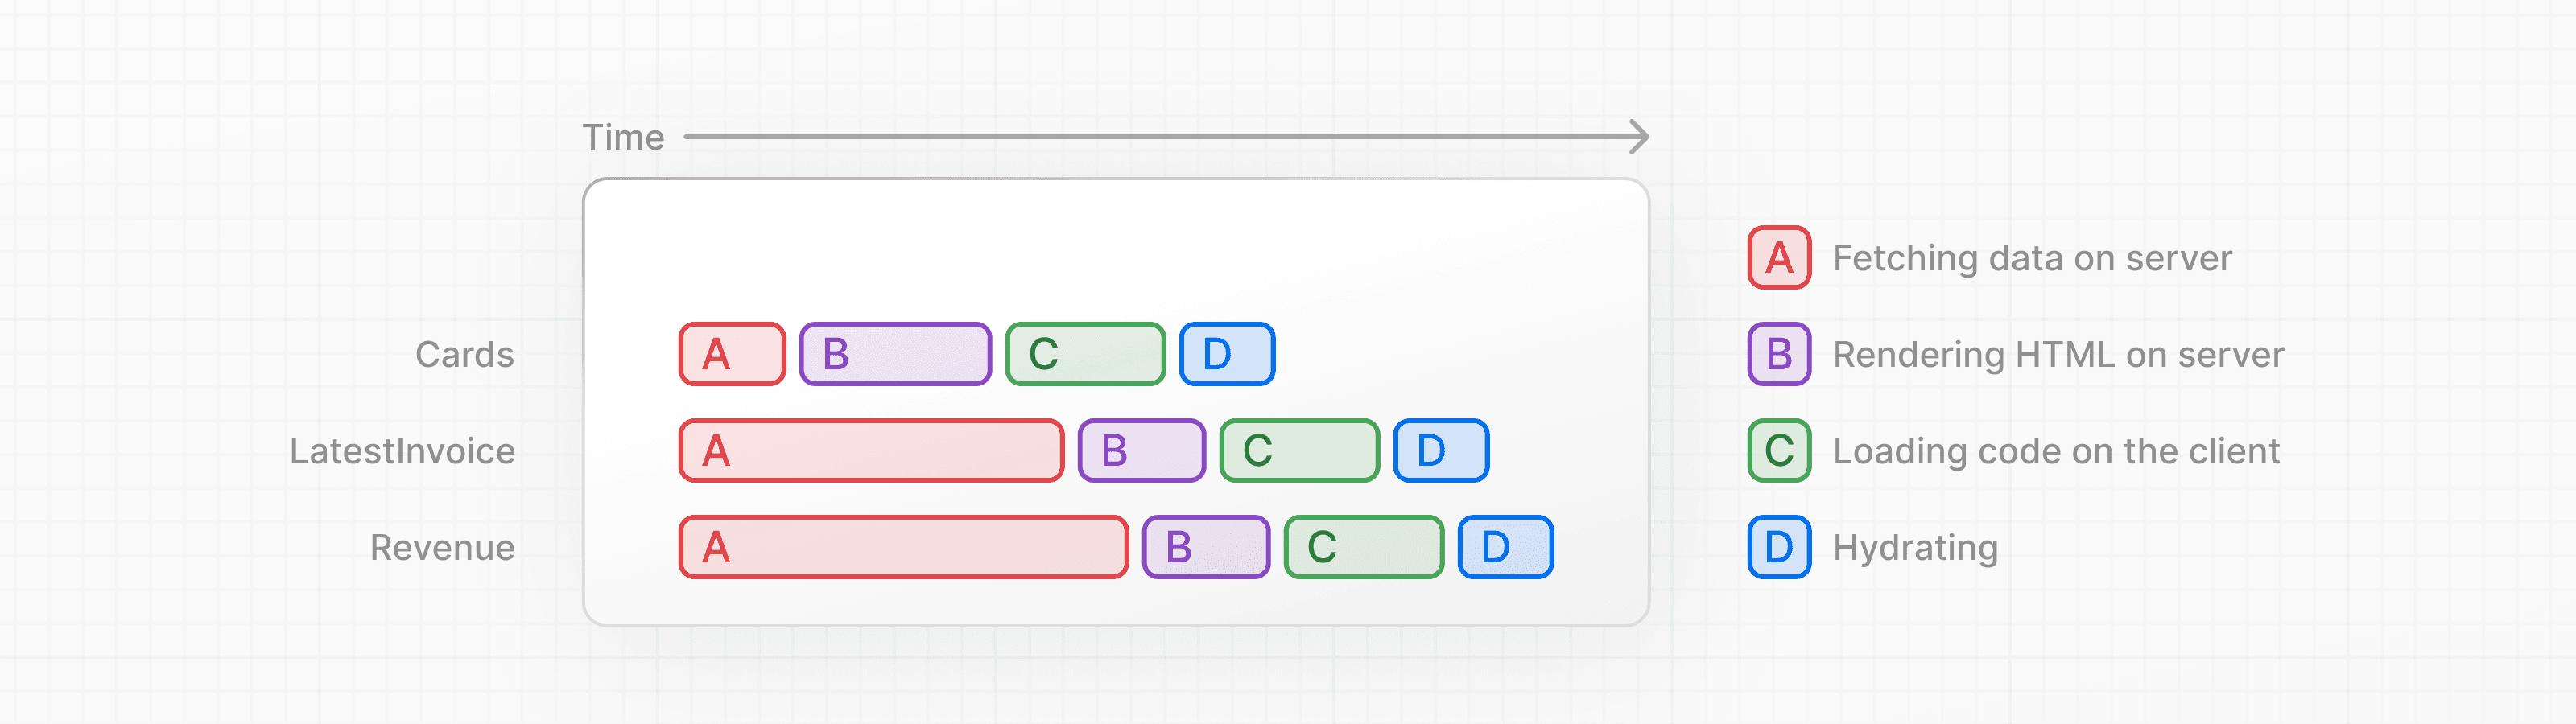 Time
A Fetching data on server
Cards A B C D
B Rendering HTML on server
LatestInvoice A B C D
C Loading code on the client
Revenue A B C D
D Hydrating